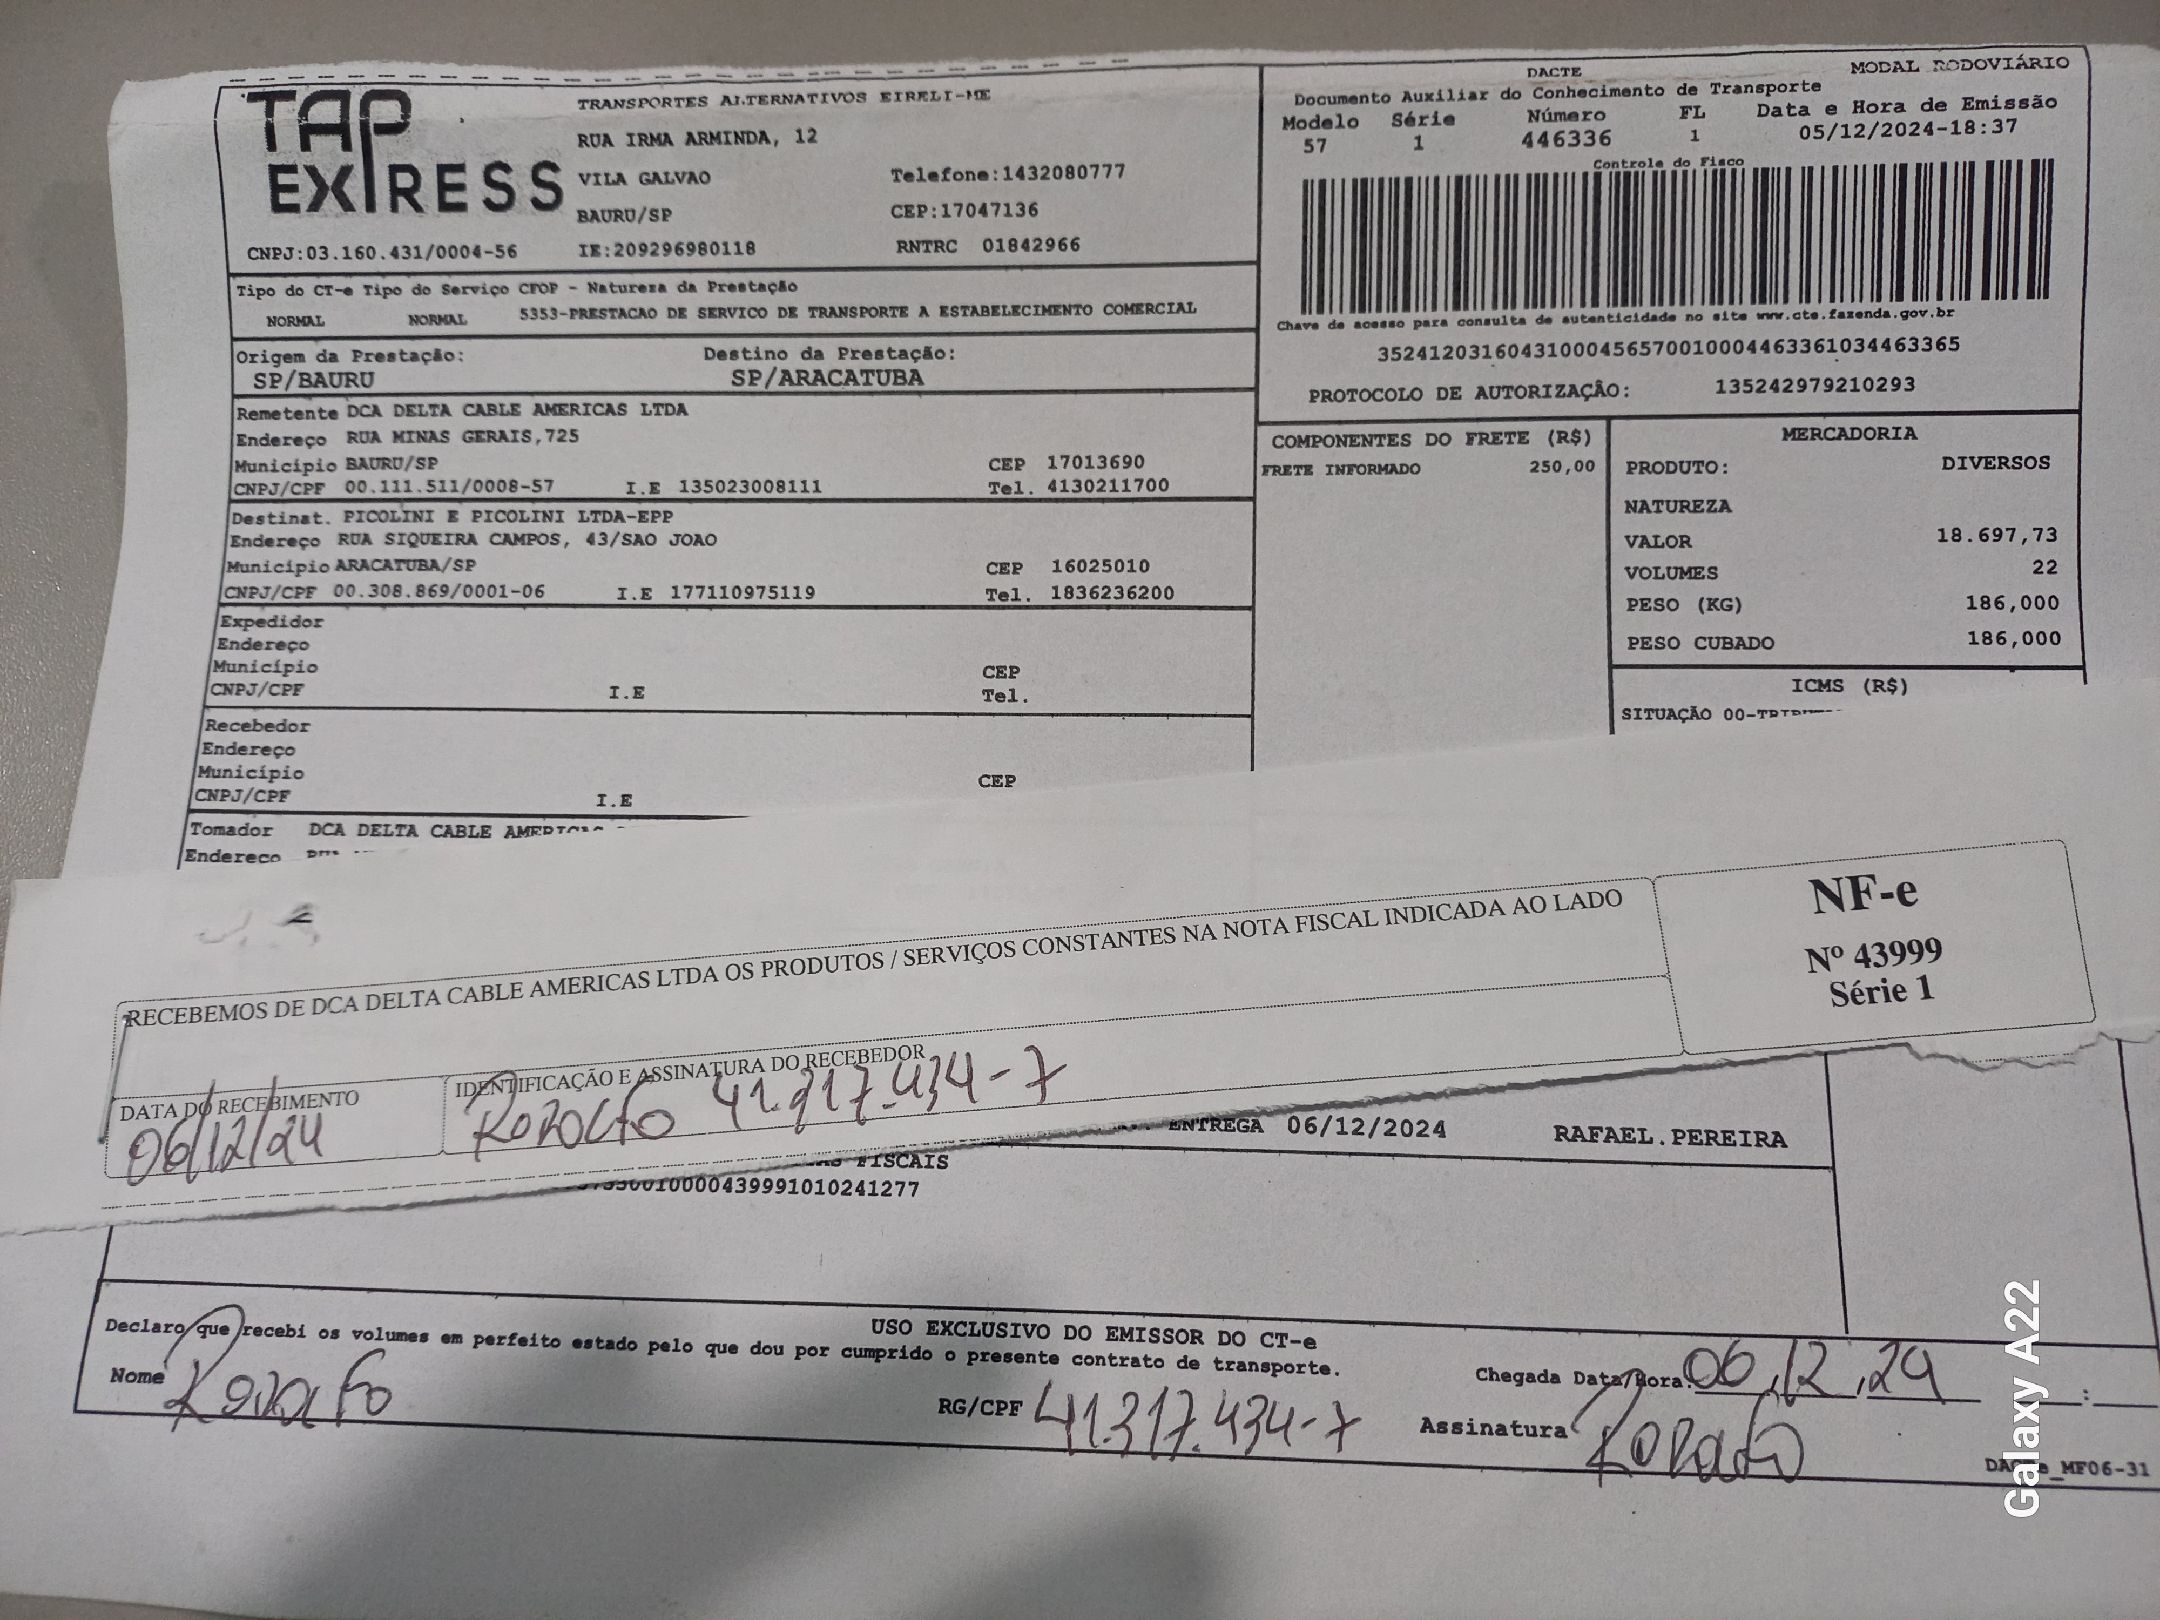 TAP
EXPRESS
TRANSPORTES ALTERNATIVOS EIRELI-ME
RUA IRMA ARMINDA, 12
VILA GALVAO Telefone:1432080777
BAURU/SP CEP:17047136
CNPJ:03.160.431/0004-56 IE:209296980118 RNTRC 01842966
DACTE MODAL RODOVIÁRIO
Documento Auxiliar do Conhecimento de Transporte
Modelo Série Número FL Data e Hora de Emissão
57 1 446336 1 05/12/2024-18:37
Controle do Fisco
Chave de acesso para consulta de autenticidade no site www.cte.fazenda.gov.br
35241203160431000456570010004463361034463365
PROTOCOLO DE AUTORIZAÇÃO: 135242979210293
Tipo do CT-e Tipo do Serviço CFOP - Natureza da Prestação
NORMAL NORMAL 5353-PRESTACAO DE SERVICO DE TRANSPORTE A ESTABELECIMENTO COMERCIAL
Origem da Prestação: Destino da Prestação:
SP/BAURU SP/ARACATUBA
Remetente DCA DELTA CABLE AMERICAS LTDA
Endereço RUA MINAS GERAIS,725
Município BAURU/SP CEP 17013690
CNPJ/CPF 00.111.511/0008-57 I.E 135023008111 Tel. 4130211700
Destinat. PICOLINI E PICOLINI LTDA-EPP
Endereço RUA SIQUEIRA CAMPOS, 43/SAO JOAO
Município ARACATUBA/SP CEP 16025010
CNPJ/CPF 00.308.869/0001-06 I.E 177110975119 Tel. 1836236200
Expedidor
Endereço
Município CEP
CNPJ/CPF I.E Tel.
Recebedor
Endereço
Município CEP
CNPJ/CPF I.E
Tomador DCA DELTA CABLE
Endereço
COMPONENTES DO FRETE (R$)
FRETE INFORMADO 250,00
MERCADORIA
PRODUTO: DIVERSOS
NATUREZA
VALOR 18.697,73
VOLUMES 22
PESO (KG) 186,000
PESO CUBADO 186,000
ICMS (R$)
SITUAÇÃO
RECEBEMOS DE DCA DELTA CABLE AMERICAS LTDA OS PRODUTOS / SERVIÇOS CONSTANTES NA NOTA FISCAL INDICADA AO LADO
NF-e
Nº 43999
Série 1
DATA DO RECEBIMENTO IDENTIFICAÇÃO E ASSINATURA DO RECEBEDOR
06/12/24 41.317.434-7
ENTREGA 06/12/2024 RAFAEL.PEREIRA
FISCAIS
USO EXCLUSIVO DO EMISSOR DO CT-e
Declaro que recebi os volumes em perfeito estado pelo que dou por cumprido o presente contrato de transporte.
Nome RG/CPF 41.317.434-7 Chegada Data/Hora 06,12,24 :
Assinatura
MF06-31
Galaxy A22